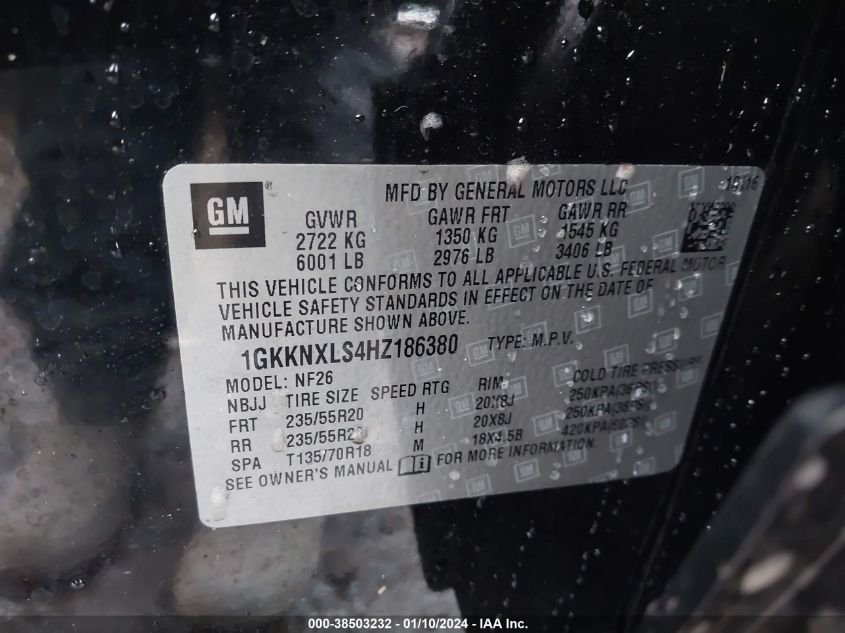 GM ®
MFD BY GENERAL MOTORS LLC 10/16
GVWR GAWR FRT GAWR RR
2722 KG 1350 KG 1545 KG
6001 LB 2976 LB 3406 LB
THIS VEHICLE CONFORMS TO ALL APPLICABLE U.S. FEDERAL MOTOR
VEHICLE SAFETY STANDARDS IN EFFECT ON THE DATE OF
MANUFACTURE SHOWN ABOVE.
1GKKNXLS4HZ186380 TYPE: M.P.V.
MODEL: NF26
NBJJ TIRE SIZE SPEED RTG RIM COLD TIRE PRESSURE
FRT 235/55R20 H 20X8J 250KPA(36PSI)
RR 235/55R20 H 20X8J 250KPA(36PSI)
SPA T135/70R18 M 18X4.5B 420KPA(60PSI)
SEE OWNER'S MANUAL i FOR MORE INFORMATION.
000-38503232 - 01/10/2024 - IAA Inc.